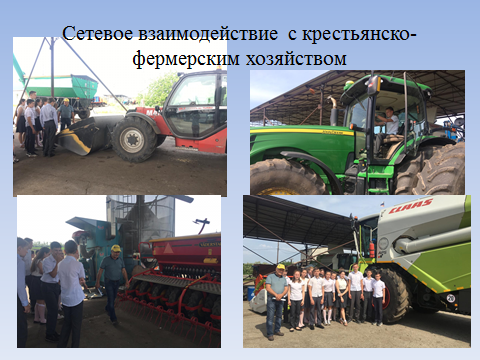 Сетевое взаимодействие с крестьянско-
фермерским хозяйством
CLAAS